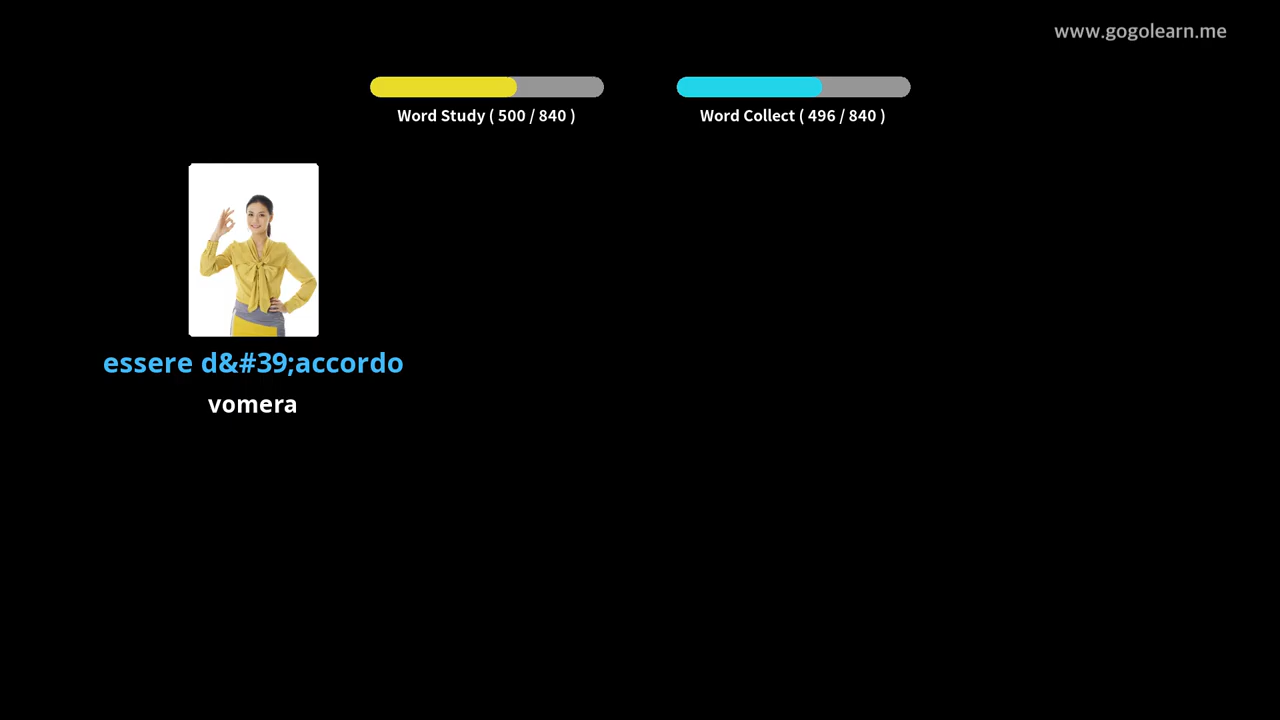 www.gogolearn.me
Word Study ( 500 / 840 )
Word Collect ( 496 / 840 )
essere d&#39;accordo
vomera